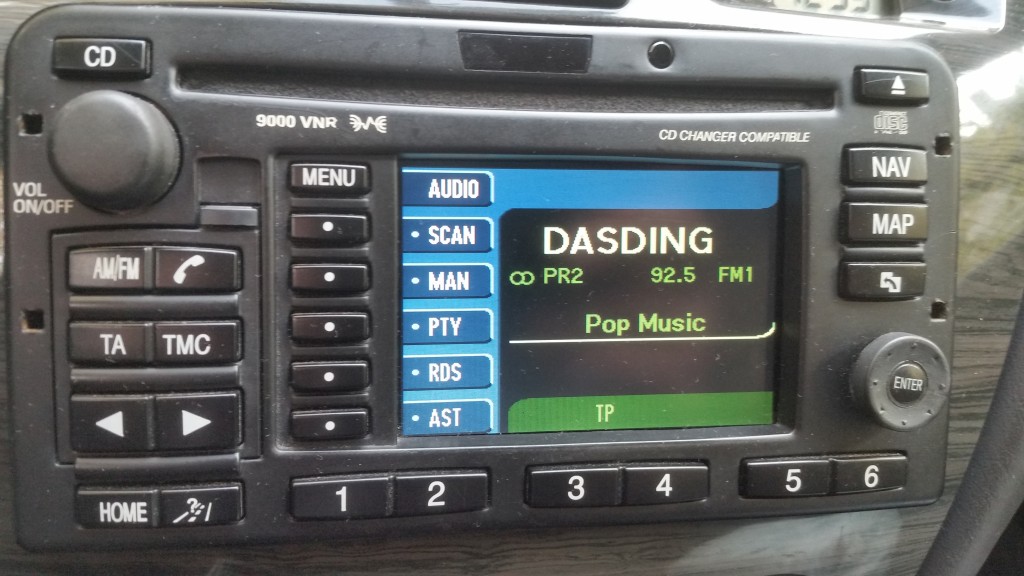 CD
9000 VNR
CD CHANGER COMPATIBLE
VOL
ON/OFF
MENU
AUDIO
NAV
SCAN
DASDING
MAP
AM/FM
MAN
PR2 92.5 FM1
PTY
Pop Music
TA TMC
RDS
ENTER
AST
TP
HOME
1 2 3 4 5 6